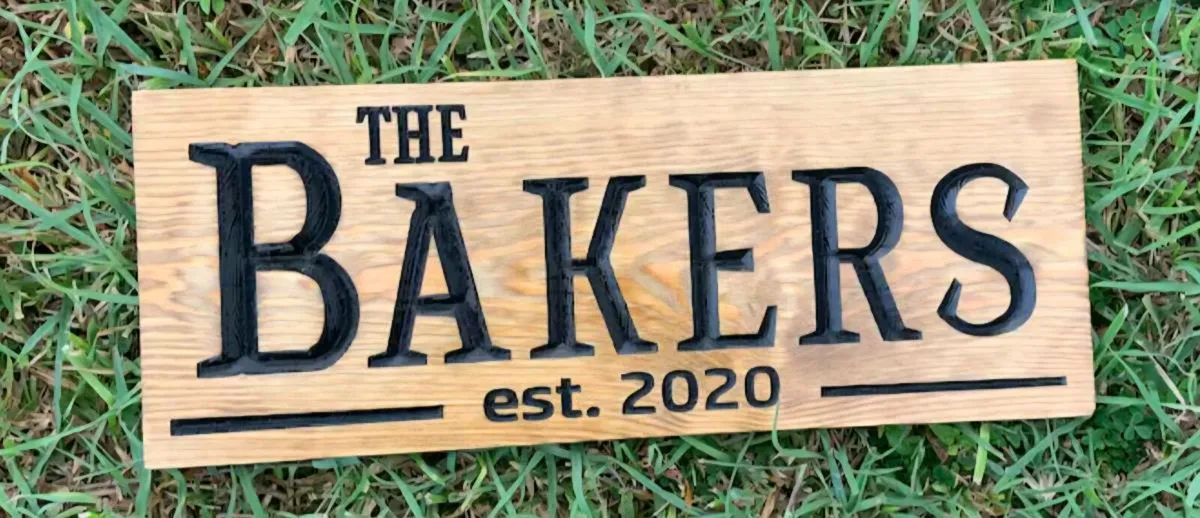 THE
BAKERS
est. 2020